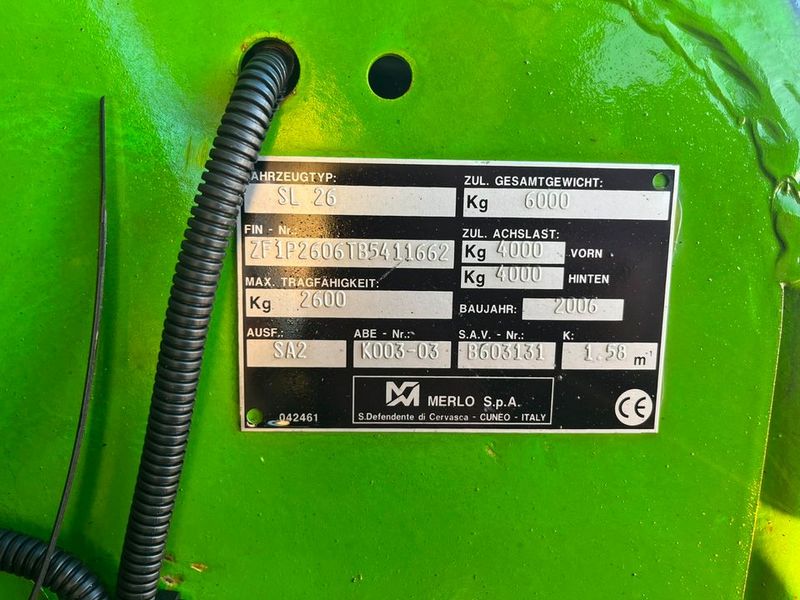 AHRZEUGTYP: ZUL. GESAMTGEWICHT:
SL 26 Kg 6000
FIN - Nr. ZUL. ACHSLAST:
ZF1P2606TB5411662 Kg 4000 VORN
MAX. TRAGFÄHIGKEIT: Kg 4000 HINTEN
Kg 2600 BAUJAHR: 2006
AUSF. ABE - Nr.: S.A.V. - Nr.: K:
SA2 K003-03 B603131 1.58 m⁻¹
MERLO S.p.A.
S.Defendente di Cervasca - CUNEO - ITALY
042461 CE